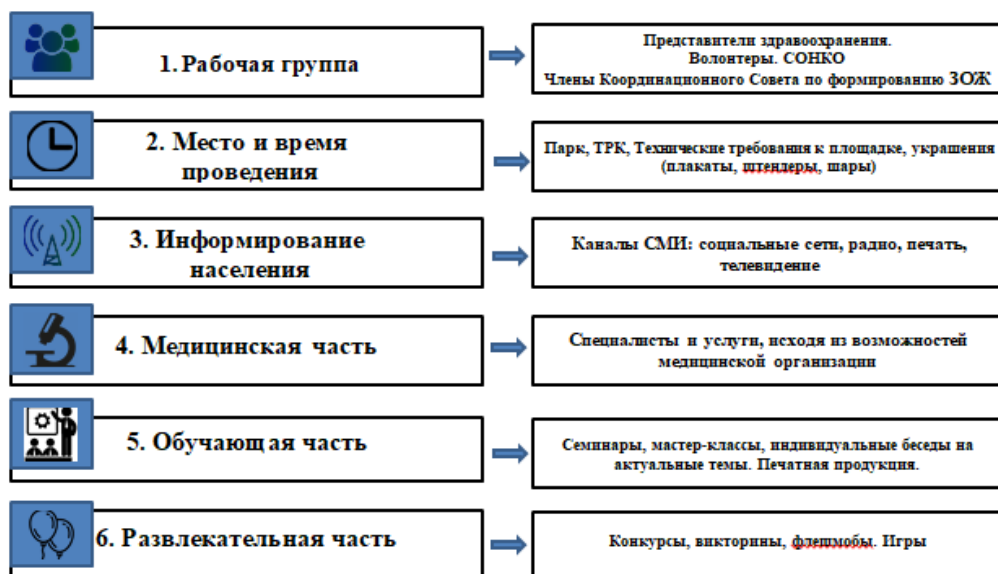 1. Рабочая группа
Представители здравоохранения.
Волонтеры. СОНКО
Члены Координационного Совета по формированию ЗОЖ
2. Место и время
проведения
Парк, ТРК, Технические требования к площадке, украшения
(плакаты, штендеры, шары)
3. Информирование
населения
Каналы СМИ: социальные сети, радио, печать,
телевидение
4. Медицинская часть
Специалисты и услуги, исходя из возможностей
медицинской организации
5. Обучающая часть
Семинары, мастер-классы, индивидуальные беседы на
актуальные темы. Печатная продукция.
6. Развлекательная часть
Конкурсы, викторины, флешмобы. Игры